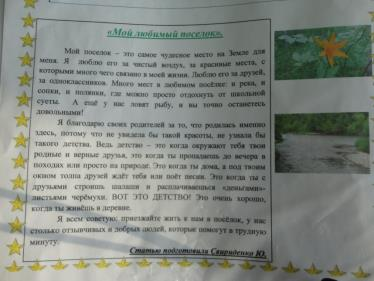 «Мой любимый поселок».
Мой поселок – это самое чудесное место на Земле для
меня. Я люблю его за чистый воздух, за красивые места, с
которыми много чего связано в моей жизни. Люблю его за друзей,
за одноклассников. Много мест в любимом посёлке: и река, и
сопки, и полянки, где можно просто отдохнуть от школьной
суеты. А ещё у нас ловят рыбу, и вы точно останетесь
довольными!
Я благодарю своих родителей за то, что родилась именно
здесь, потому что не увидела бы такой красоты, не узнала бы
такого детства. Ведь детство – это когда окружают тебя твои
родные и верные друзья, это когда ты пропадаешь до вечера в
походах или просто на природе. Это когда ты дома, а под твоим
окном толпа друзей ждёт тебя или поёт песни. Это когда ты с
друзьями строишь шалаши и расплачиваешься «деньгами»-
листьями черёмухи. ВОТ ЭТО ДЕТСТВО! Это очень хорошо,
когда ты живёшь в деревне.
Я всем советую: приезжайте жить к нам в посёлок, у нас
столько отзывчивых и добрых людей, которые помогут в трудную
минуту.
Статью подготовила Свириденко Ю.